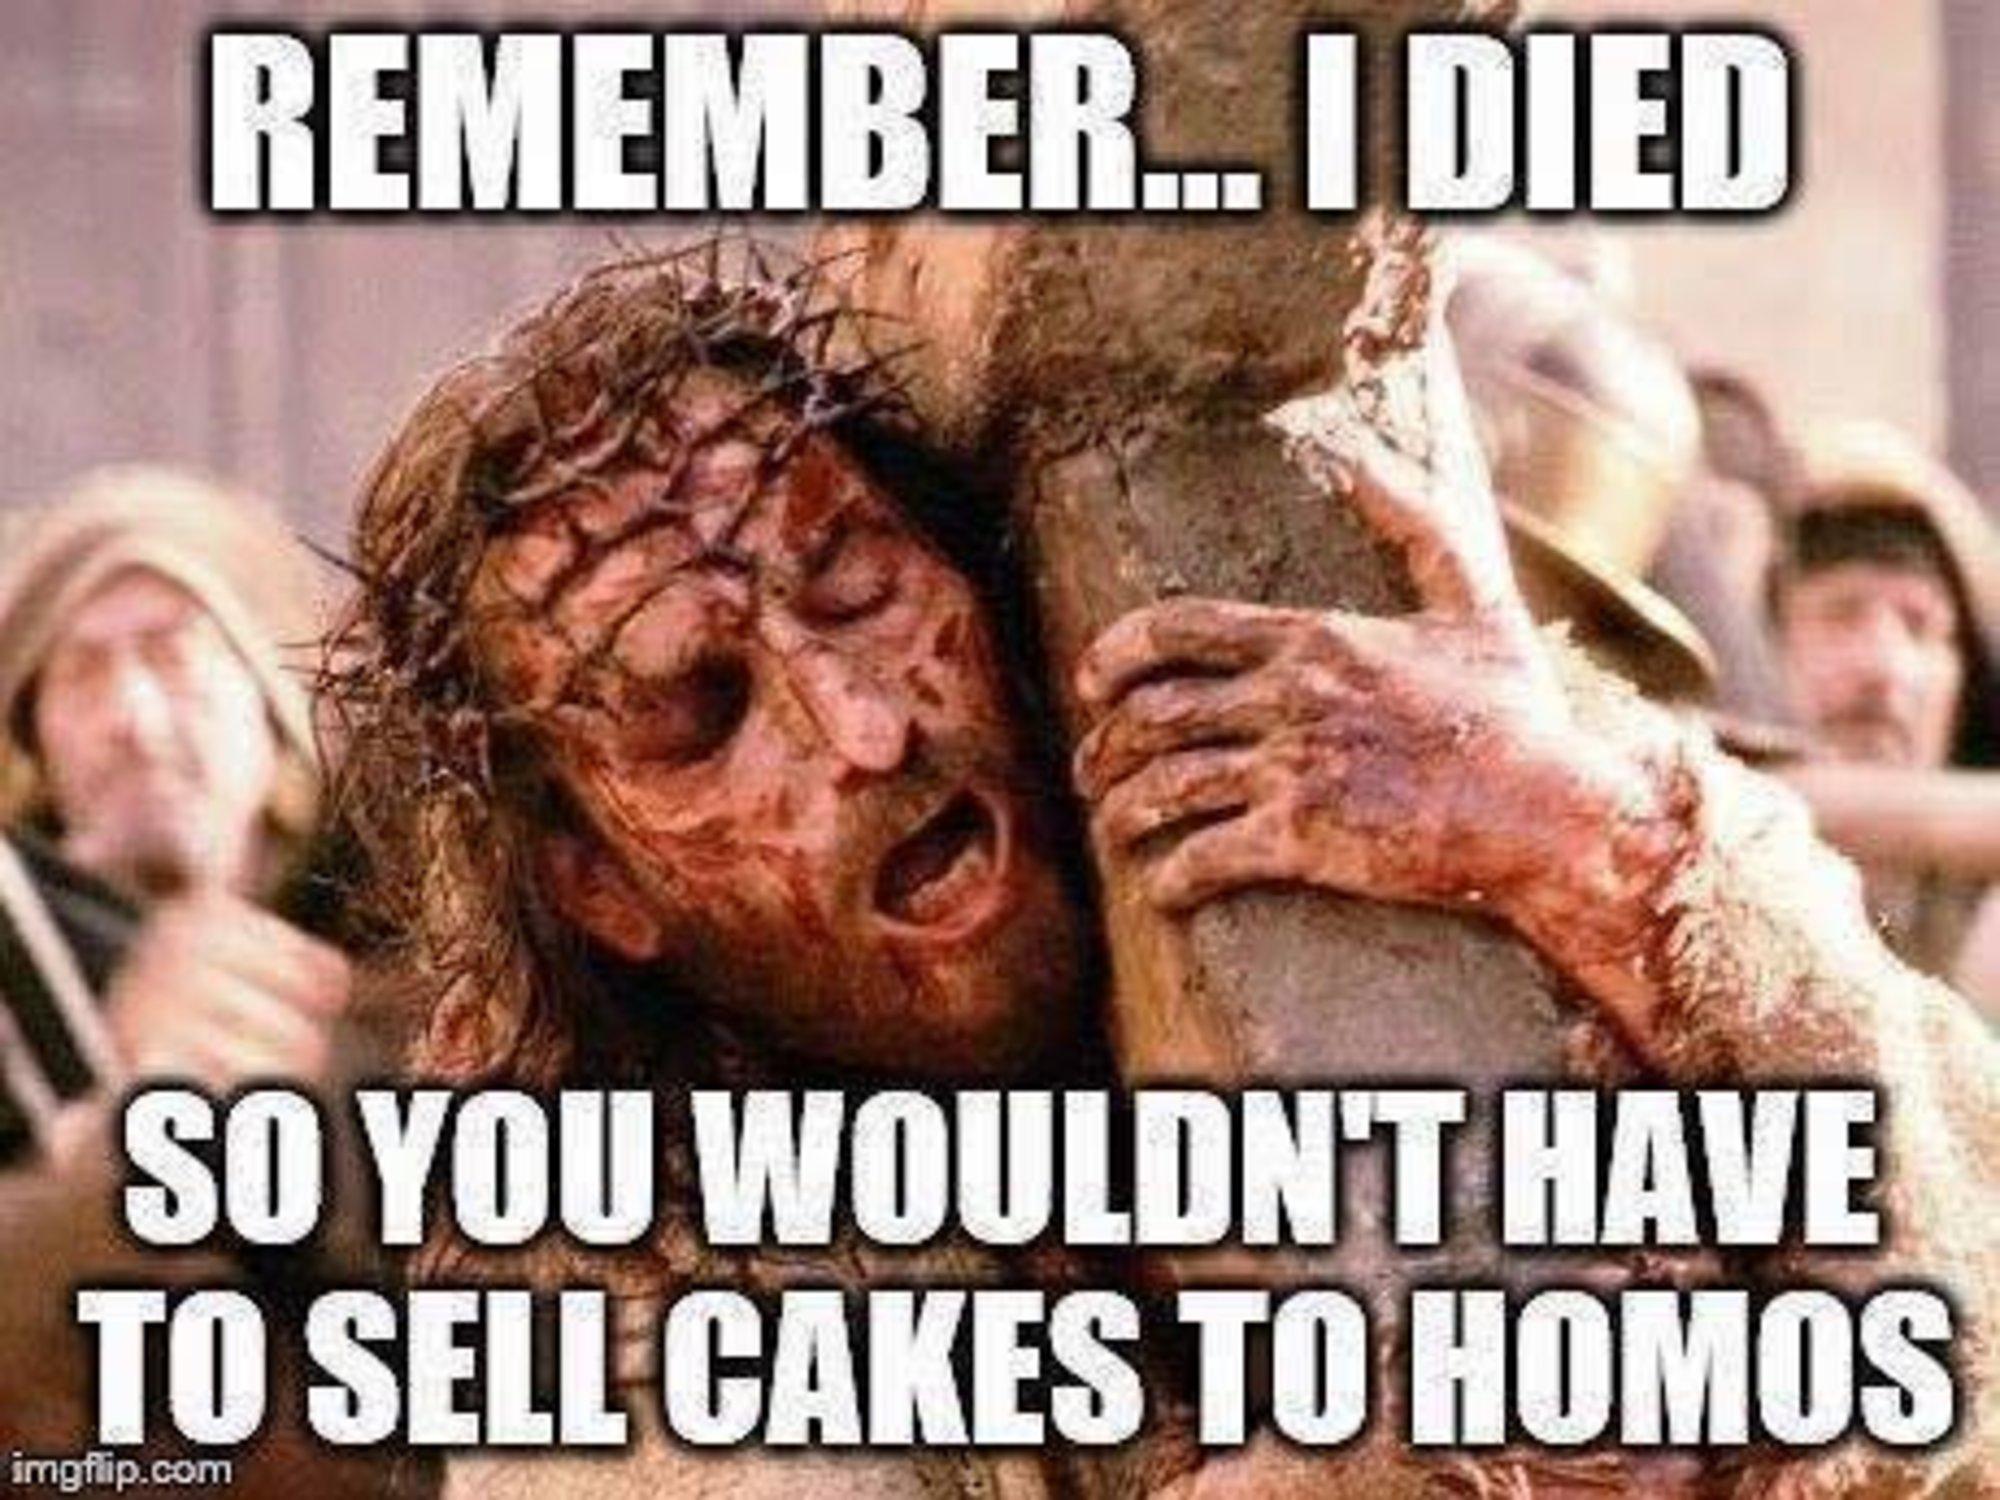 REMEMBER... I DIED
SO YOU WOULDN'T HAVE
TO SELL CAKES TO HOMOS
imgflip.com